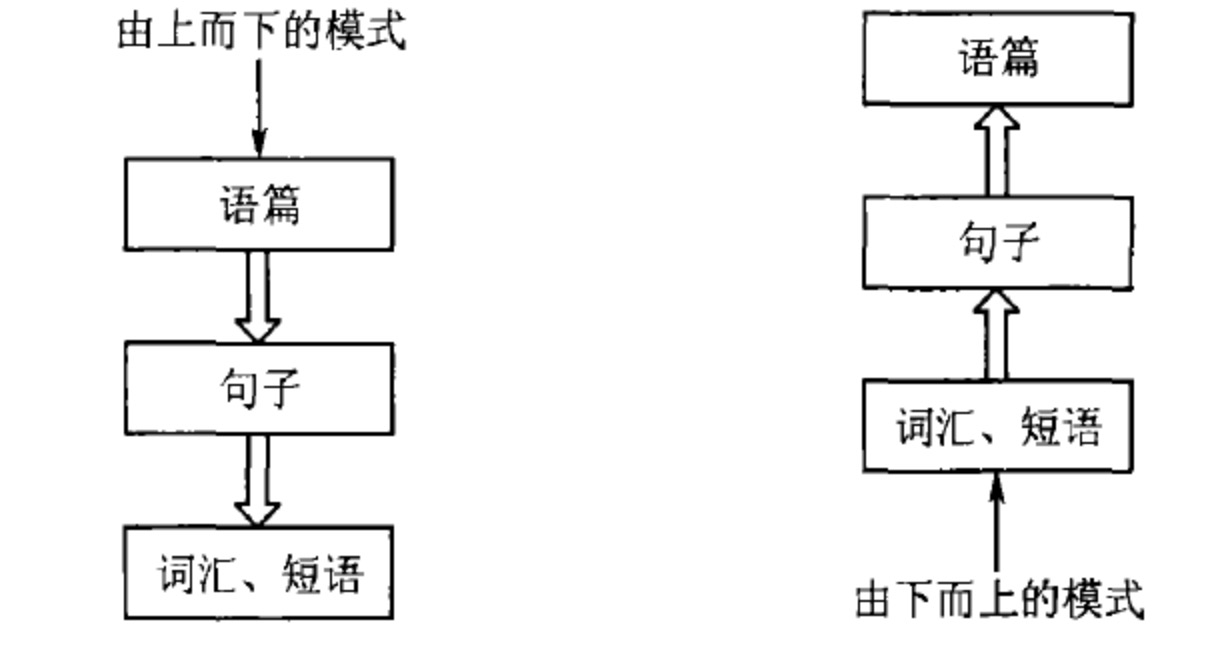 由上而下的模式
语篇
句子
词汇、短语
语篇
句子
词汇、短语
由下而上的模式